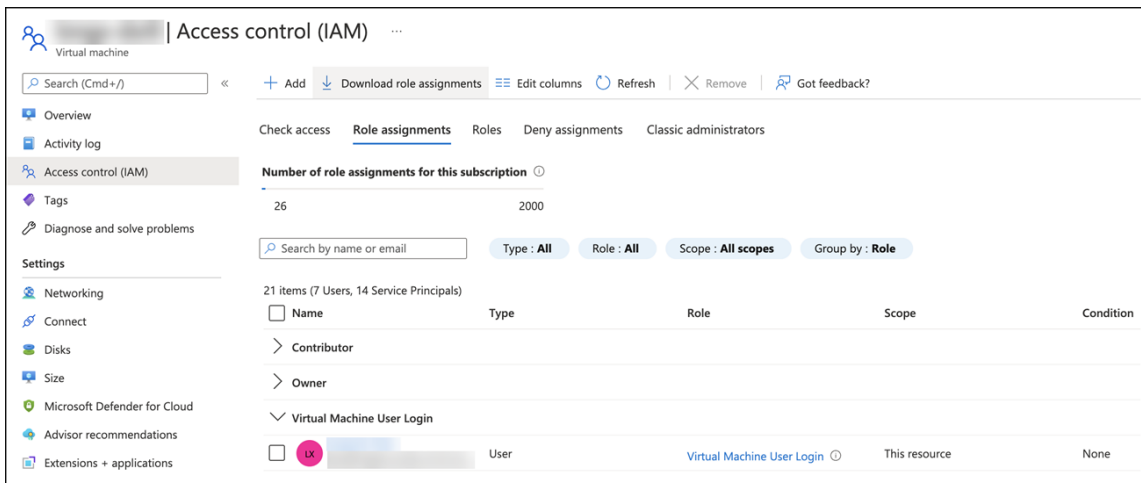 | Access control (IAM) ...
Virtual machine
Search (Cmd+/) «
Overview
Activity log
Access control (IAM)
Tags
Diagnose and solve problems
Settings
Networking
Connect
Disks
Size
Microsoft Defender for Cloud
Advisor recommendations
Extensions + applications
Add Download role assignments Edit columns Refresh Remove Got feedback?
Check access Role assignments Roles Deny assignments Classic administrators
Number of role assignments for this subscription
26 2000
Search by name or email Type : All Role : All Scope : All scopes Group by : Role
21 items (7 Users, 14 Service Principals)
Name Type Role Scope Condition
Contributor
Owner
Virtual Machine User Login
LX User Virtual Machine User Login This resource None